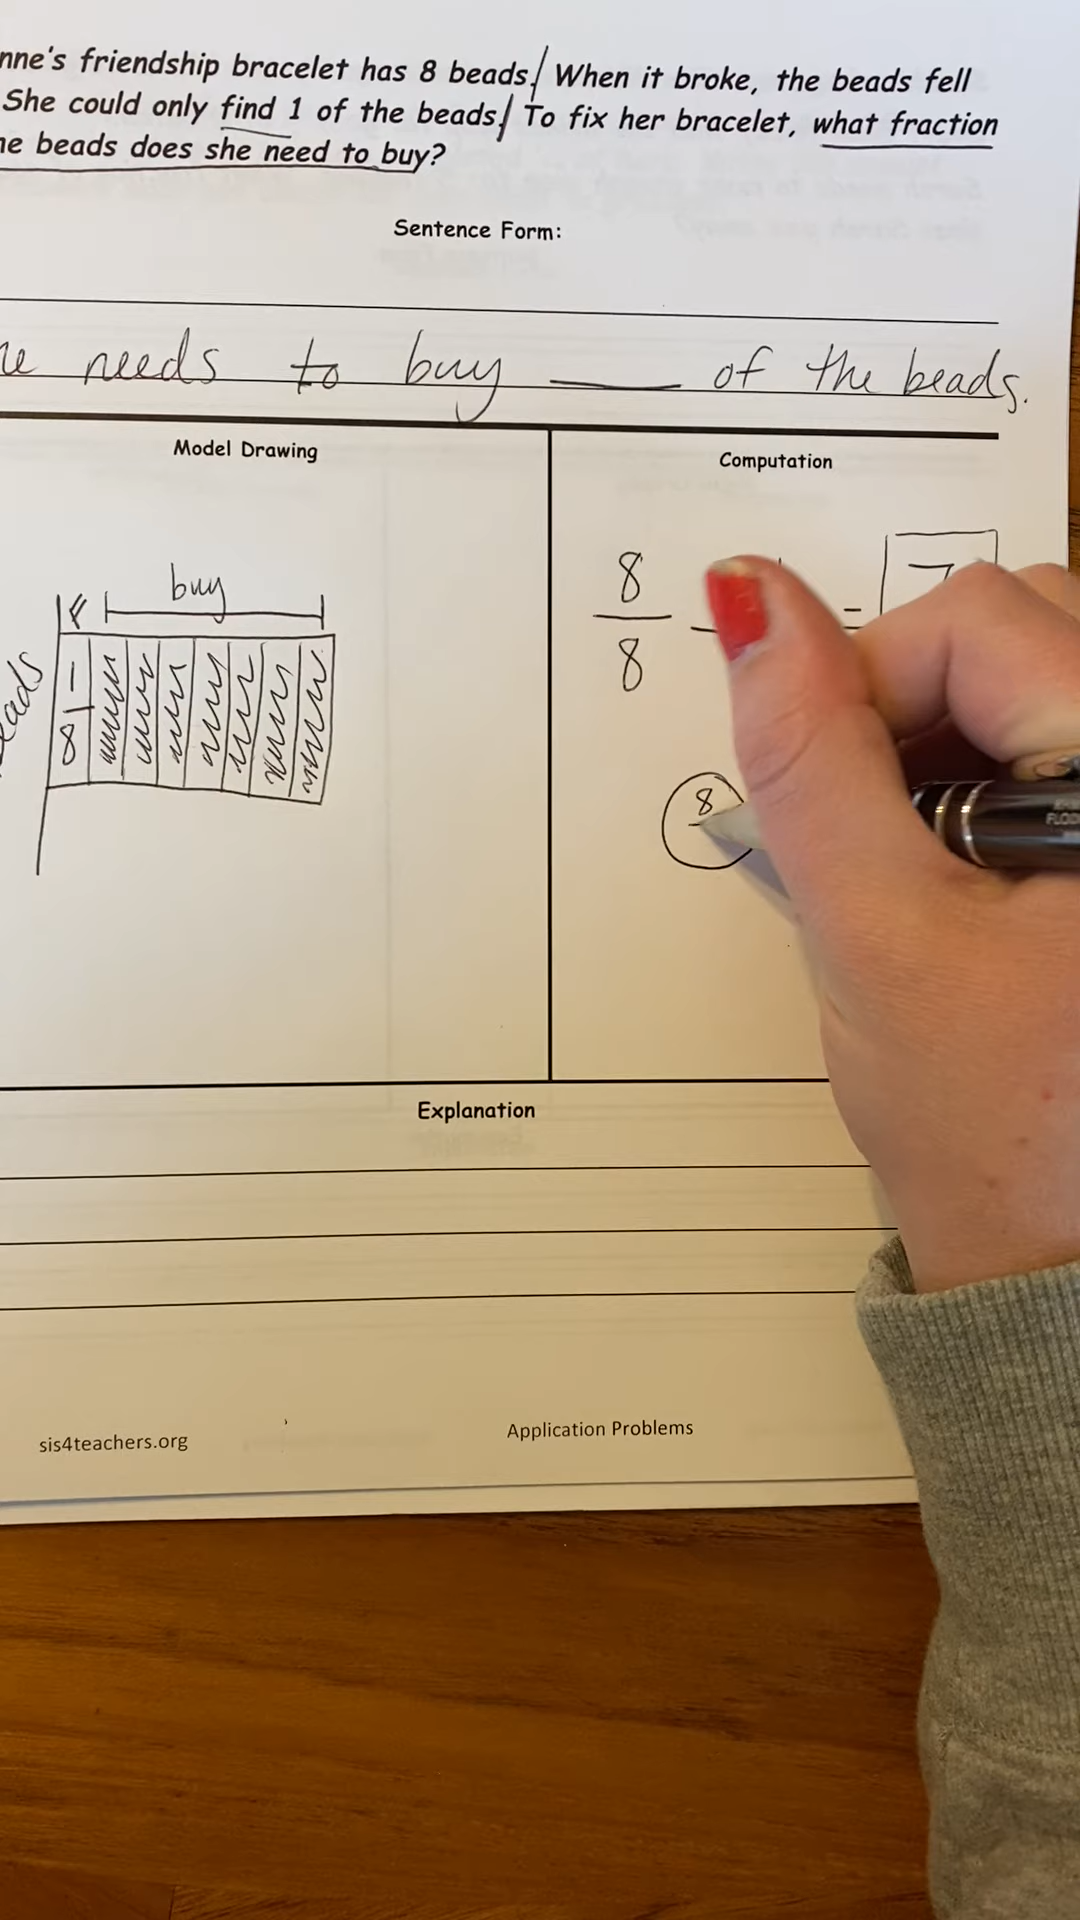 friendship bracelet has 8 beads. When it broke, the beads fell
She could only find 1 of the beads. To fix her bracelet, what fraction
beads does she need to buy?
Sentence Form:
needs to buy ___ of the beads.
Model Drawing
Computation
buy
F
1/8
8/8 - = 7
8
Explanation
sis4teachers.org
Application Problems